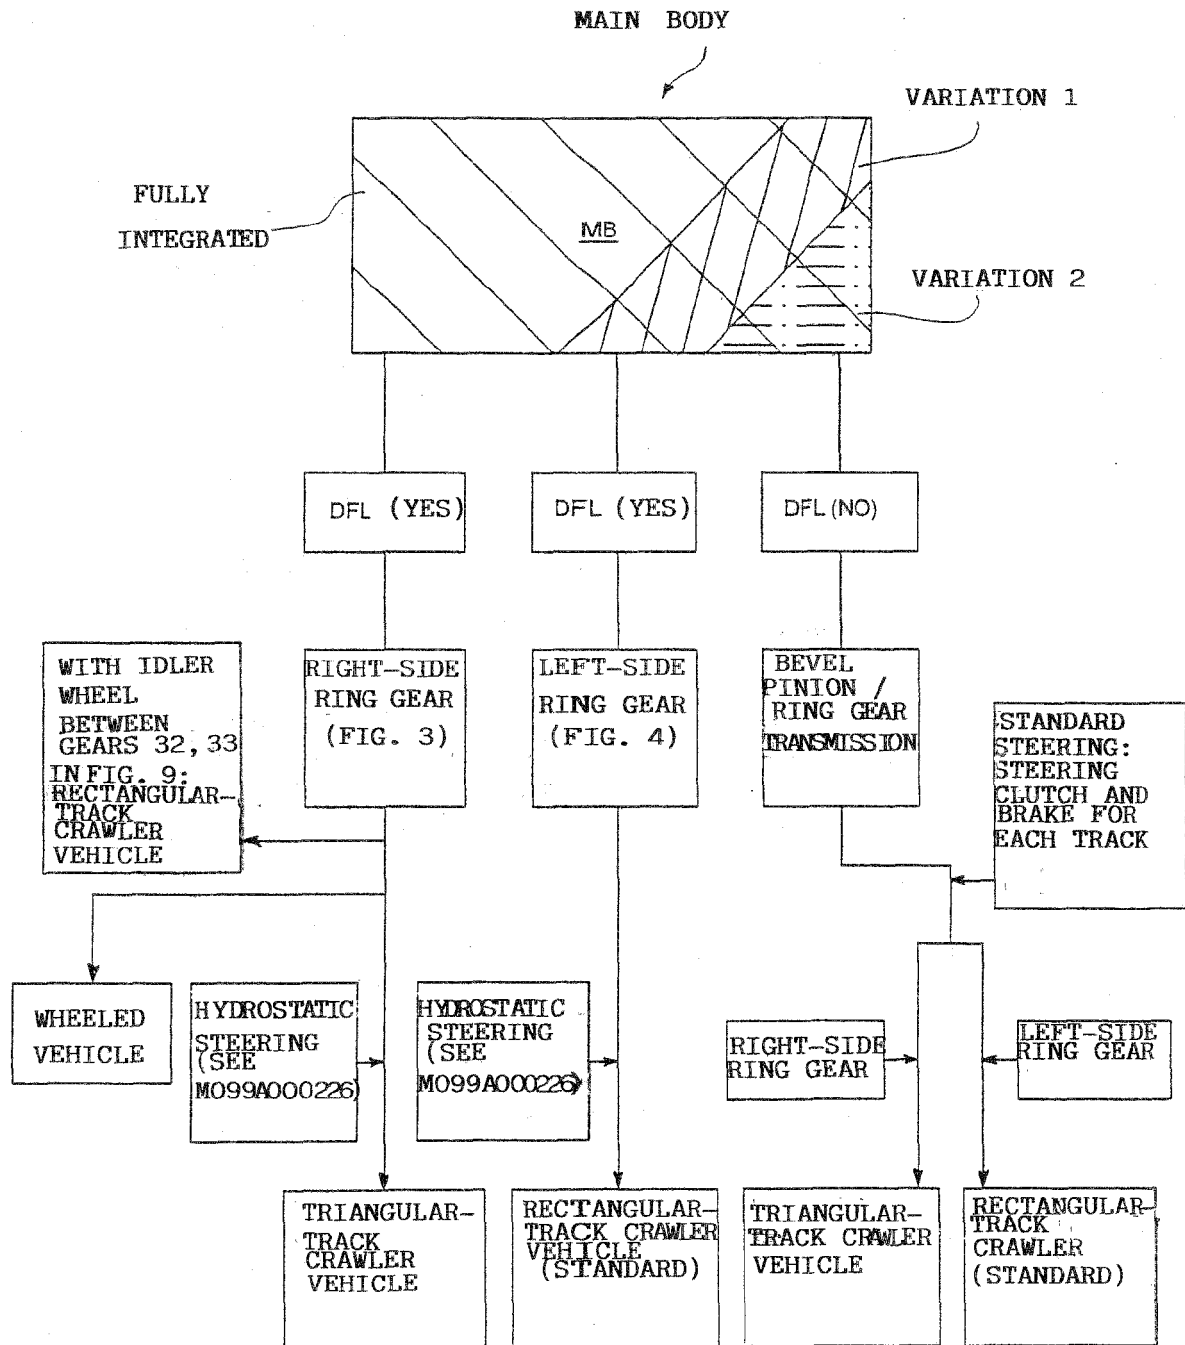 MAIN BODY
VARIATION 1
FULLY
INTEGRATED
MB
VARIATION 2
DFL (YES)
DFL (YES)
DFL (NO)
WITH IDLER
WHEEL
BETWEEN
GEARS 32, 33
IN FIG. 9:
RECTANGULAR-
TRACK
CRAWLER
VEHICLE
RIGHT-SIDE
RING GEAR
(FIG. 3)
LEFT-SIDE
RING GEAR
(FIG. 4)
BEVEL
PINION /
RING GEAR
TRANSMISSION
STANDARD
STEERING:
STEERING
CLUTCH AND
BRAKE FOR
EACH TRACK
WHEELED
VEHICLE
HYDROSTATIC
STEERING
(SEE
MO99A000226)
HYDROSTATIC
STEERING
(SEE
MO99A000226)
RIGHT-SIDE
RING GEAR
LEFT-SIDE
RING GEAR
TRIANGULAR-
TRACK
CRAWLER
VEHICLE
RECTANGULAR-
TRACK CRAWLER
VEHICLE
(STANDARD)
TRIANGULAR-
TRACK CRAWLER
VEHICLE
RECTANGULAR-
TRACK
CRAWLER
(STANDARD)